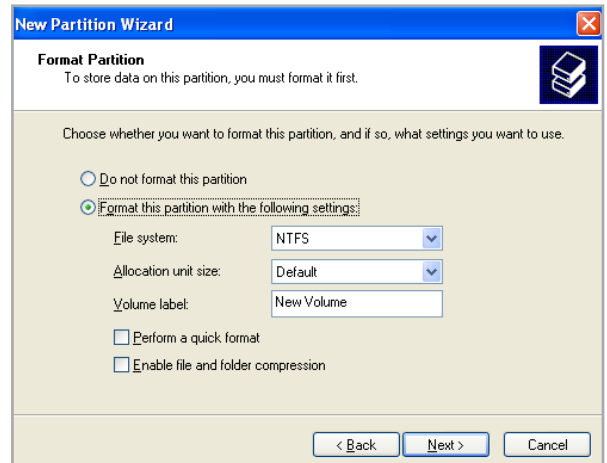 New Partition Wizard
Format Partition
To store data on this partition, you must format it first.
Choose whether you want to format this partition, and if so, what settings you want to use.
Do not format this partition
Format this partition with the following settings:
File system: NTFS
Allocation unit size: Default
Volume label: New Volume
Perform a quick format
Enable file and folder compression
< Back Next > Cancel